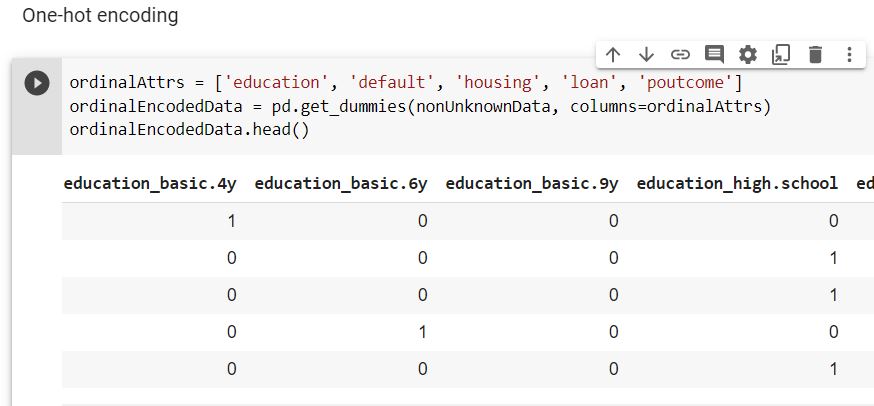 One-hot encoding
ordinalAttrs = ['education', 'default', 'housing', 'loan', 'poutcome']
ordinalEncodedData = pd.get_dummies(nonUnknownData, columns=ordinalAttrs)
ordinalEncodedData.head()
education_basic.4y education_basic.6y education_basic.9y education_high.school ed
1 0 0 0
0 0 0 1
0 0 0 1
0 1 0 0
0 0 0 1